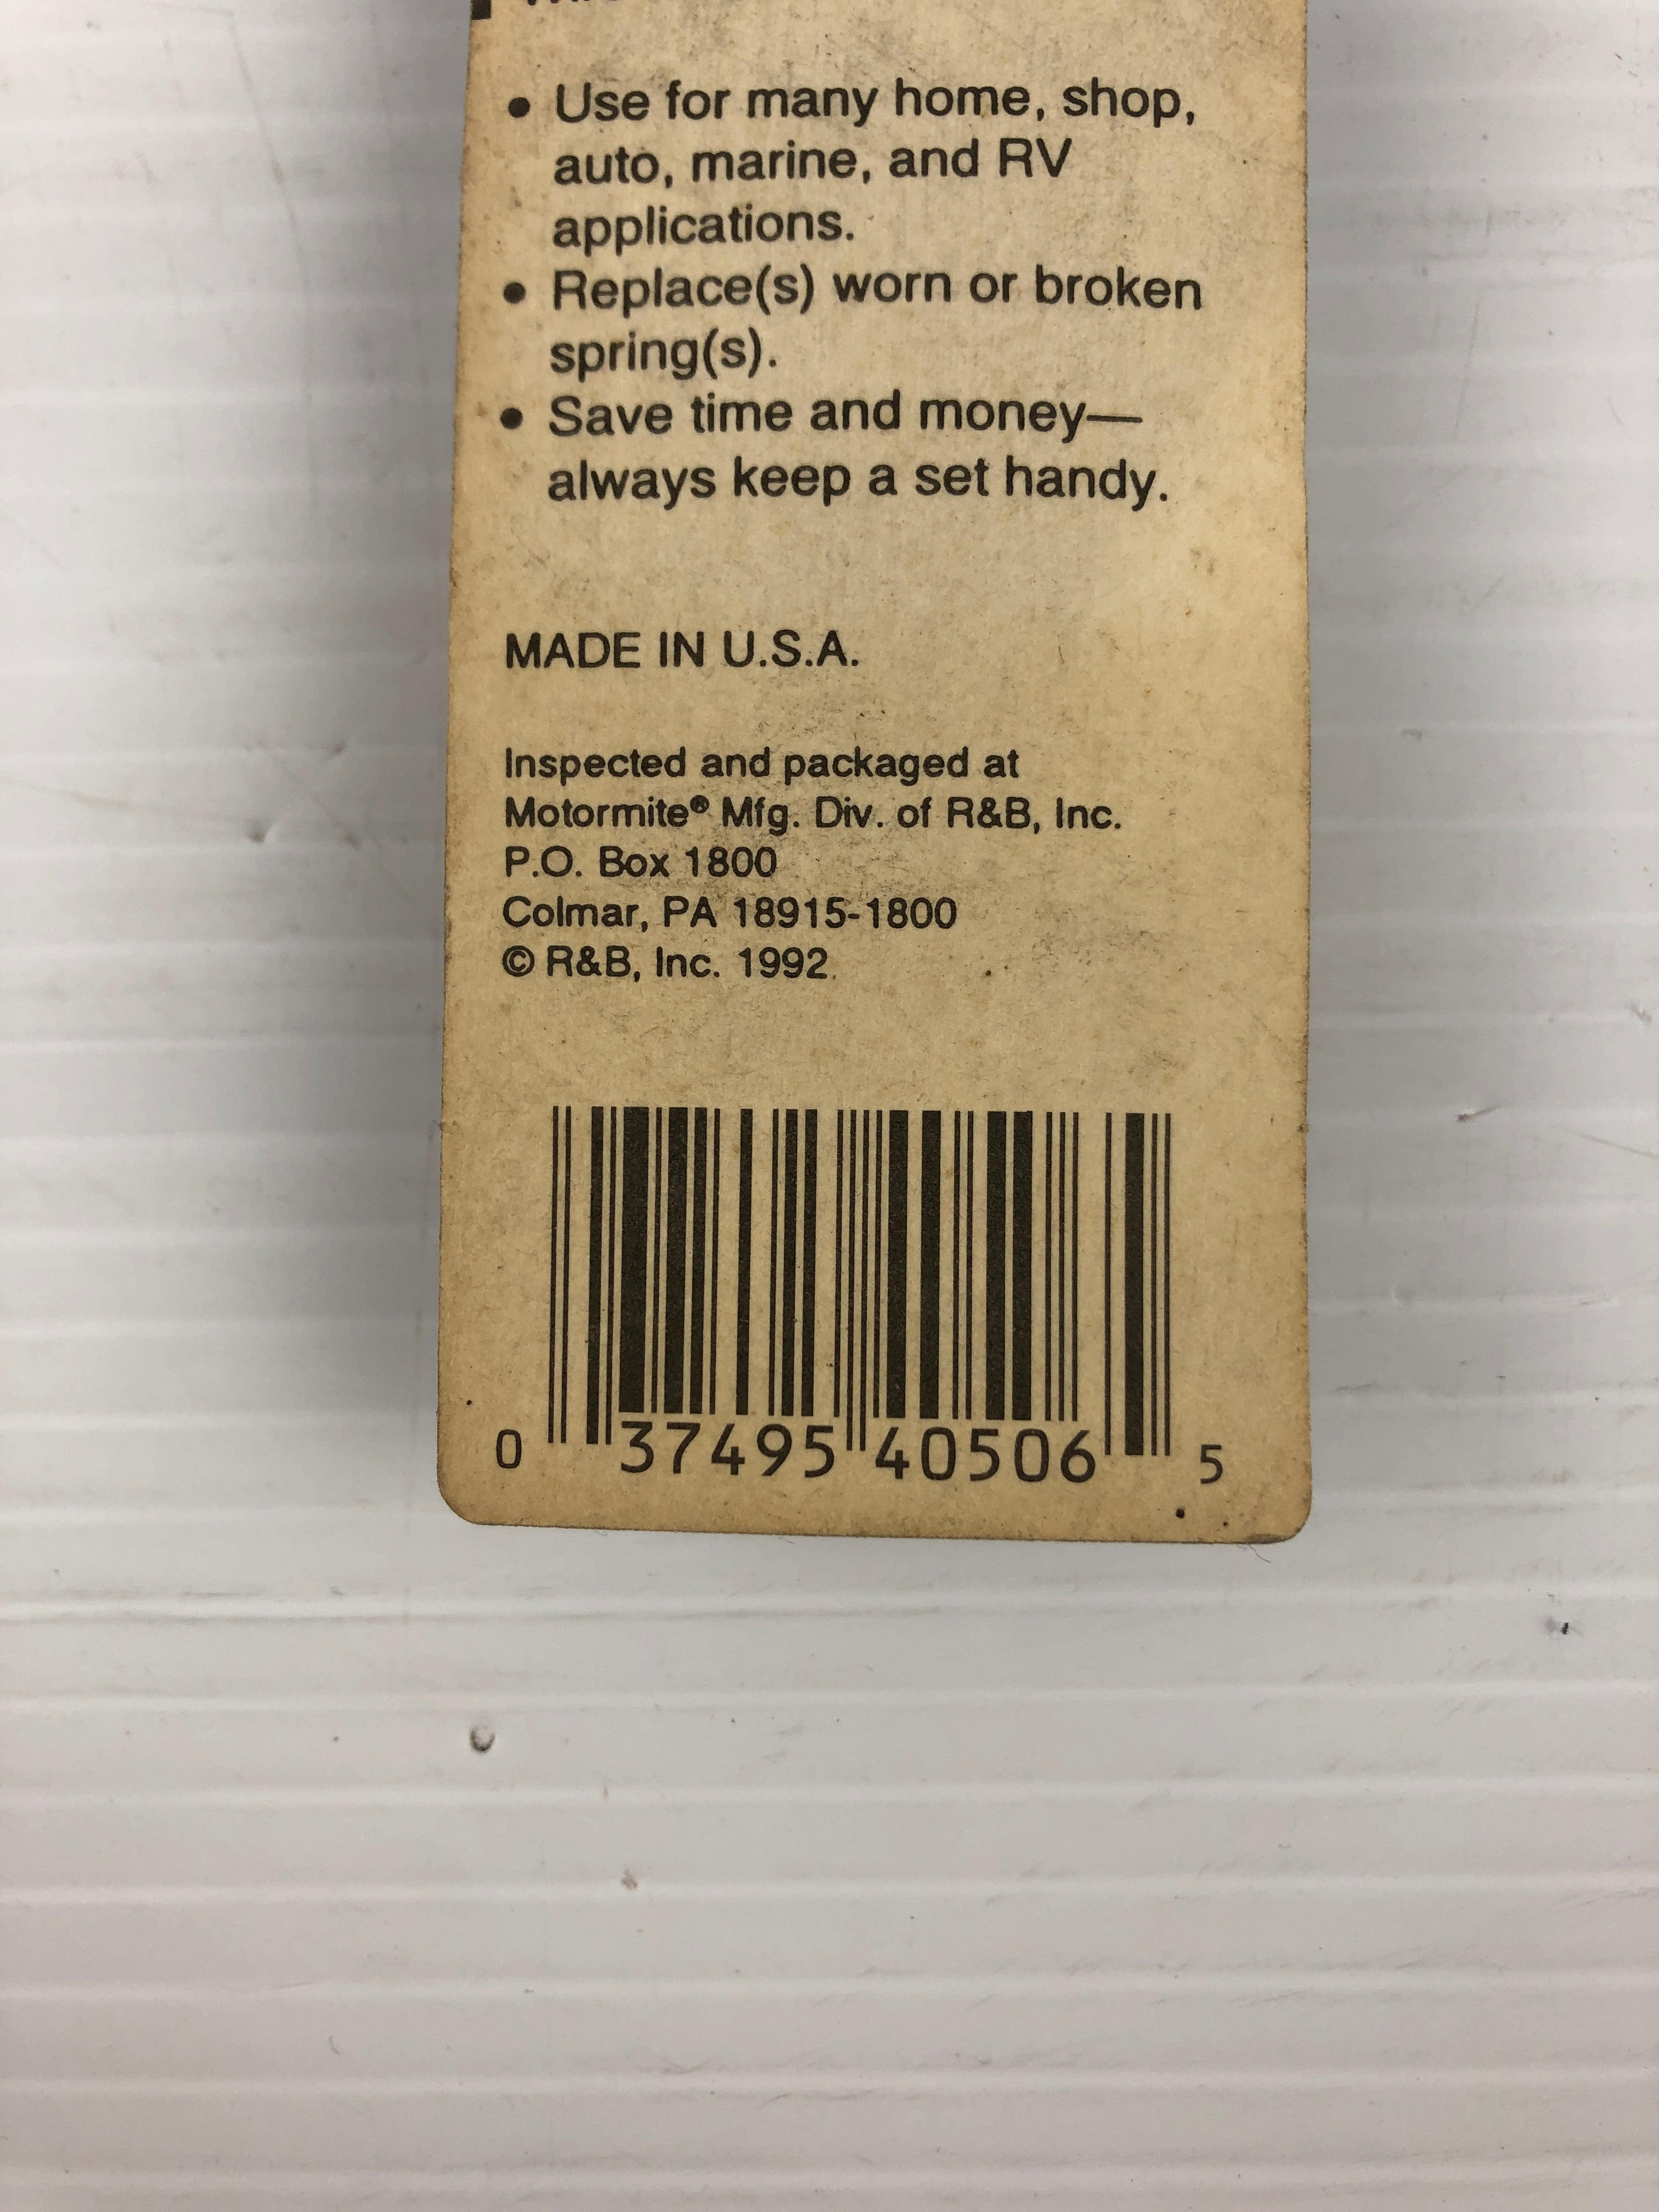 • Use for many home, shop,
auto, marine, and RV
applications.
• Replace(s) worn or broken
spring(s).
• Save time and money—
always keep a set handy.
MADE IN U.S.A.
Inspected and packaged at
Motormite® Mfg. Div. of R&B, Inc.
P.O. Box 1800
Colmar, PA 18915-1800
© R&B, Inc. 1992
0 37495 40506 5